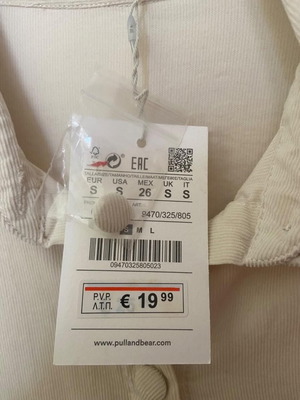 EAC
EUR USA MEX UK IT
S S 26 S S
9470/325/805
S M L
09470325805023
P.V.P.
Λ.Τ.Π. € 19 99
www.pullandbear.com